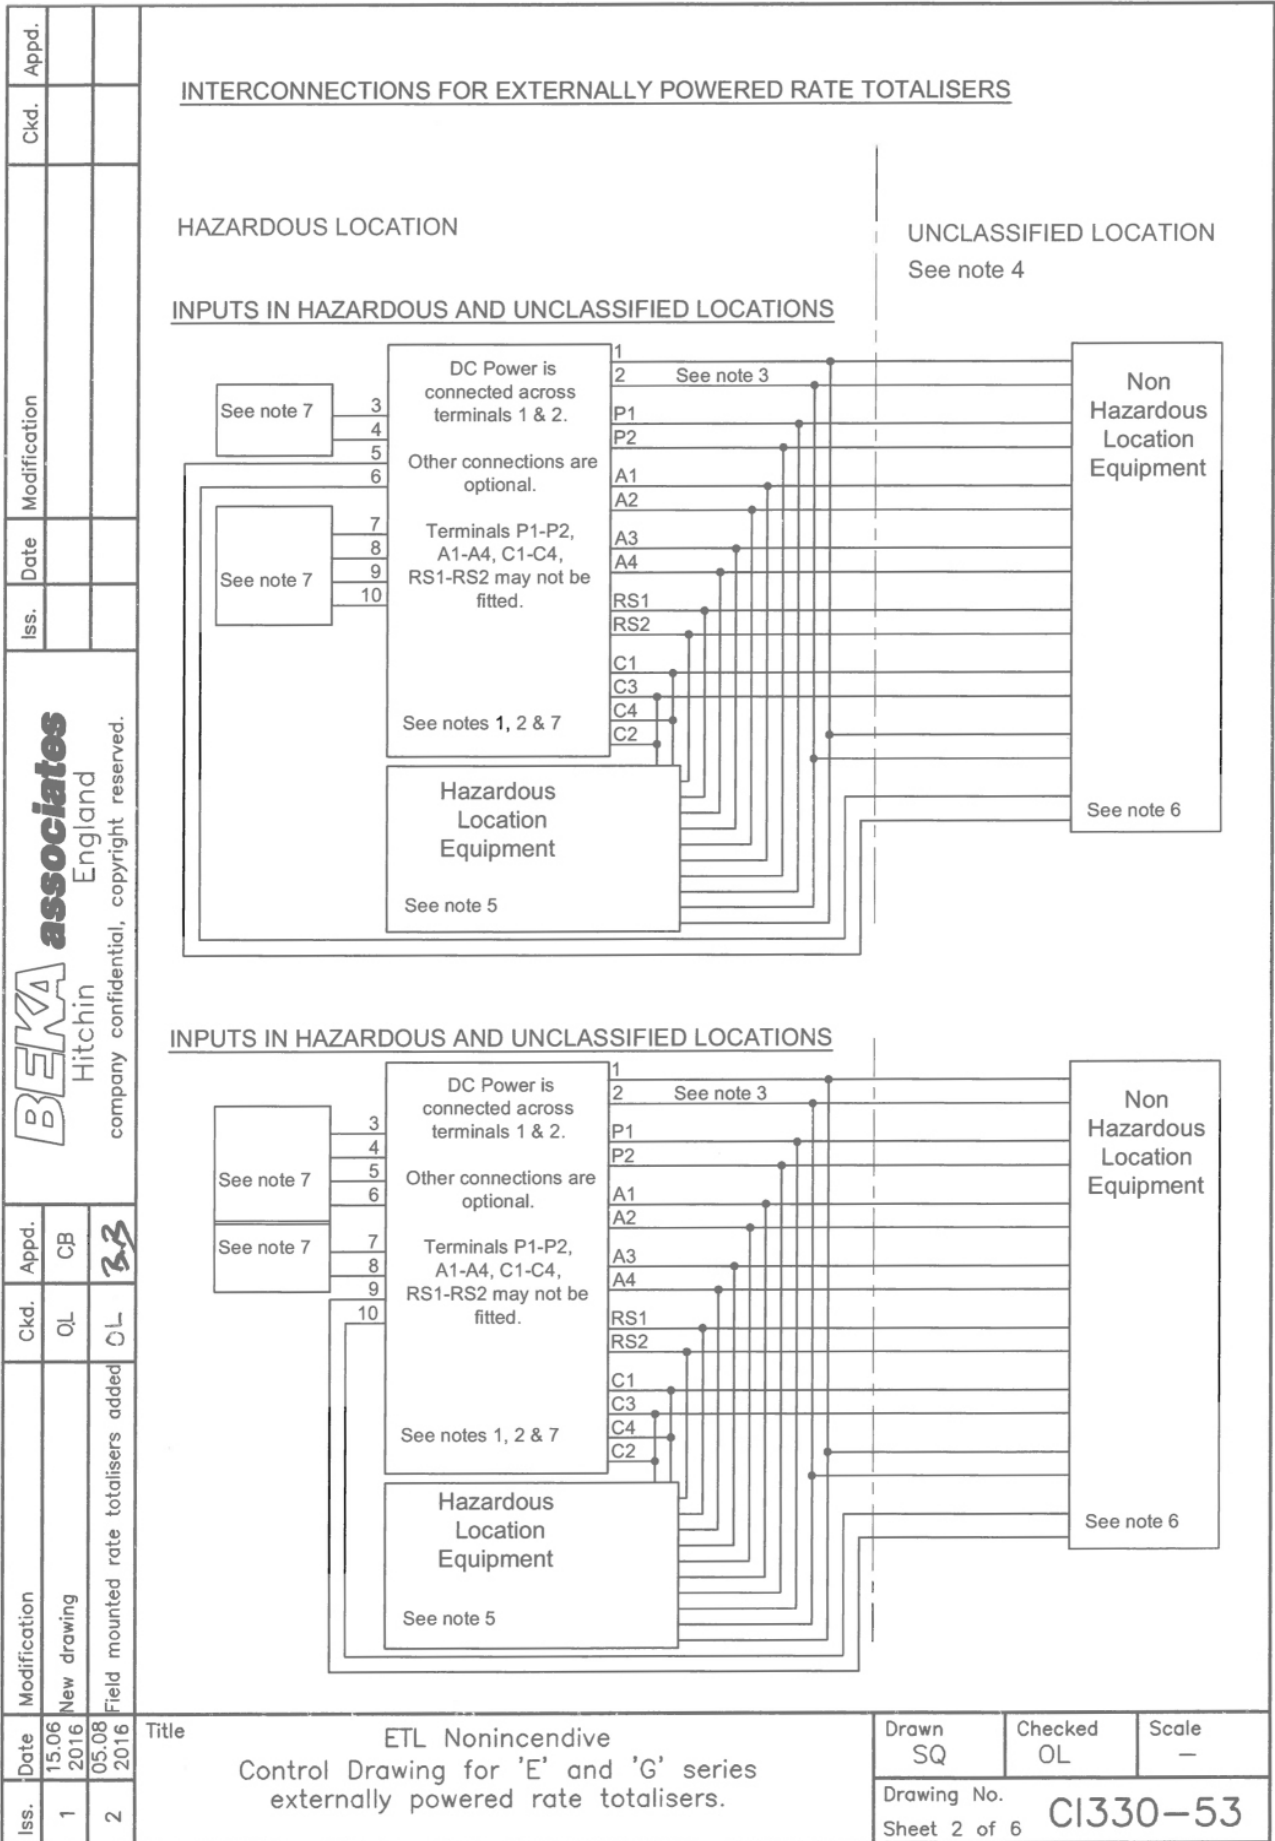 INTERCONNECTIONS FOR EXTERNALLY POWERED RATE TOTALISERS
HAZARDOUS LOCATION
UNCLASSIFIED LOCATION
See note 4
INPUTS IN HAZARDOUS AND UNCLASSIFIED LOCATIONS
See note 7
3
4
5
6
See note 7
7
8
9
10
DC Power is
connected across
terminals 1 & 2.
Other connections are
optional.
Terminals P1-P2,
A1-A4, C1-C4,
RS1-RS2 may not be
fitted.
See notes 1, 2 & 7
1
2
See note 3
P1
P2
A1
A2
A3
A4
RS1
RS2
C1
C3
C4
C2
Non
Hazardous
Location
Equipment
See note 6
Hazardous
Location
Equipment
See note 5
INPUTS IN HAZARDOUS AND UNCLASSIFIED LOCATIONS
See note 7
3
4
5
6
See note 7
7
8
9
10
DC Power is
connected across
terminals 1 & 2.
Other connections are
optional.
Terminals P1-P2,
A1-A4, C1-C4,
RS1-RS2 may not be
fitted.
See notes 1, 2 & 7
1
2
See note 3
P1
P2
A1
A2
A3
A4
RS1
RS2
C1
C3
C4
C2
Non
Hazardous
Location
Equipment
See note 6
Hazardous
Location
Equipment
See note 5
Title
ETL Nonincendive
Control Drawing for 'E' and 'G' series
externally powered rate totalisers.
Drawn
SQ
Checked
OL
Scale
—
Drawing No.
CI330-53
Sheet 2 of 6
Iss. Date Modification Ckd. Appd.
1 15.06 2016 New drawing OL CB
2 05.08 2016 Field mounted rate totalisers added OL BB
BEKA associates
Hitchin England
company confidential, copyright reserved.
Iss. Date Modification Ckd. Appd.